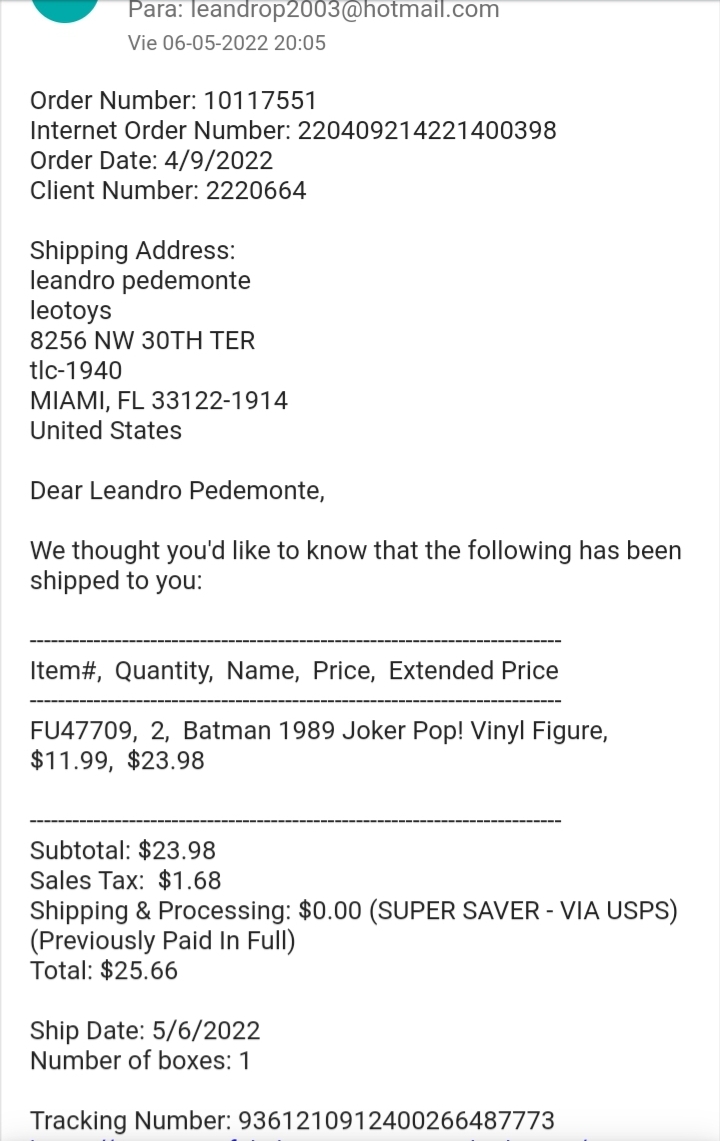 Para: leandrop2003@hotmail.com
Vie 06-05-2022 20:05
Order Number: 10117551
Internet Order Number: 220409214221400398
Order Date: 4/9/2022
Client Number: 2220664
Shipping Address:
leandro pedemonte
leotoys
8256 NW 30TH TER
tlc-1940
MIAMI, FL 33122-1914
United States
Dear Leandro Pedemonte,
We thought you'd like to know that the following has been
shipped to you:
---------------------------------------------------------------------------
Item#,  Quantity,  Name,  Price,  Extended Price
---------------------------------------------------------------------------
FU47709,  2,  Batman 1989 Joker Pop! Vinyl Figure,
$11.99,  $23.98
---------------------------------------------------------------------------
Subtotal: $23.98
Sales Tax:  $1.68
Shipping & Processing: $0.00 (SUPER SAVER - VIA USPS)
(Previously Paid In Full)
Total: $25.66
Ship Date: 5/6/2022
Number of boxes: 1
Tracking Number: 9361210912400266487773